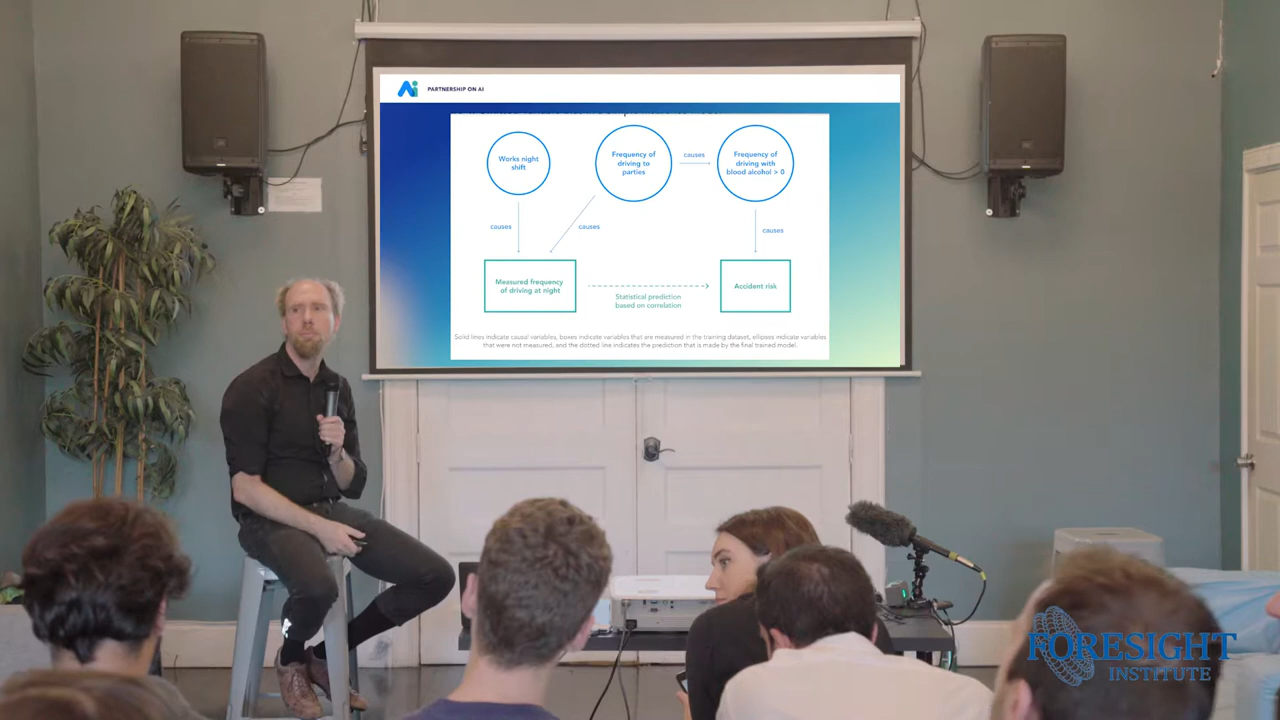 PARTNERSHIP ON AI
Works night
shift
Frequency of
driving to
parties
causes
Frequency of
driving with
blood alcohol > 0
causes
causes
causes
Measured frequency
of driving at night
Statistical prediction
based on correlation
Accident risk
Solid lines indicate causal variables, boxes indicate variables that are measured in the training dataset, ellipses indicate variables
that were not measured, and the dotted line indicates the prediction that is made by the final trained model.
FORESIGHT
INSTITUTE